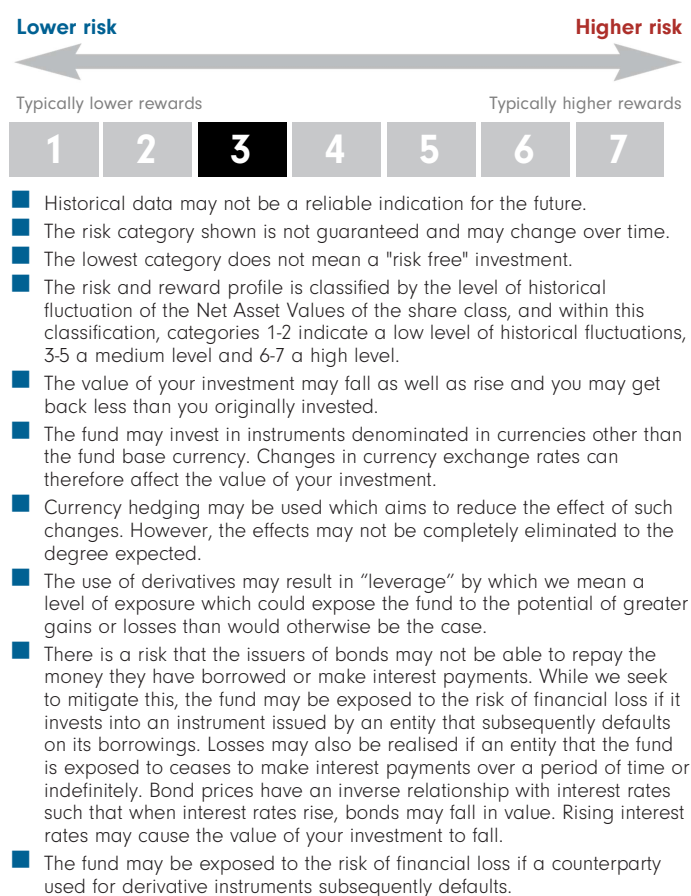 Lower risk Higher risk
Typically lower rewards Typically higher rewards
1 2 3 4 5 6 7
Historical data may not be a reliable indication for the future.
The risk category shown is not guaranteed and may change over time.
The lowest category does not mean a "risk free" investment.
The risk and reward profile is classified by the level of historical
fluctuation of the Net Asset Values of the share class, and within this
classification, categories 1-2 indicate a low level of historical fluctuations,
3-5 a medium level and 6-7 a high level.
The value of your investment may fall as well as rise and you may get
back less than you originally invested.
The fund may invest in instruments denominated in currencies other than
the fund base currency. Changes in currency exchange rates can
therefore affect the value of your investment.
Currency hedging may be used which aims to reduce the effect of such
changes. However, the effects may not be completely eliminated to the
degree expected.
The use of derivatives may result in “leverage” by which we mean a
level of exposure which could expose the fund to the potential of greater
gains or losses than would otherwise be the case.
There is a risk that the issuers of bonds may not be able to repay the
money they have borrowed or make interest payments. While we seek
to mitigate this, the fund may be exposed to the risk of financial loss if it
invests into an instrument issued by an entity that subsequently defaults
on its borrowings. Losses may also be realised if an entity that the fund
is exposed to ceases to make interest payments over a period of time or
indefinitely. Bond prices have an inverse relationship with interest rates
such that when interest rates rise, bonds may fall in value. Rising interest
rates may cause the value of your investment to fall.
The fund may be exposed to the risk of financial loss if a counterparty
used for derivative instruments subsequently defaults.